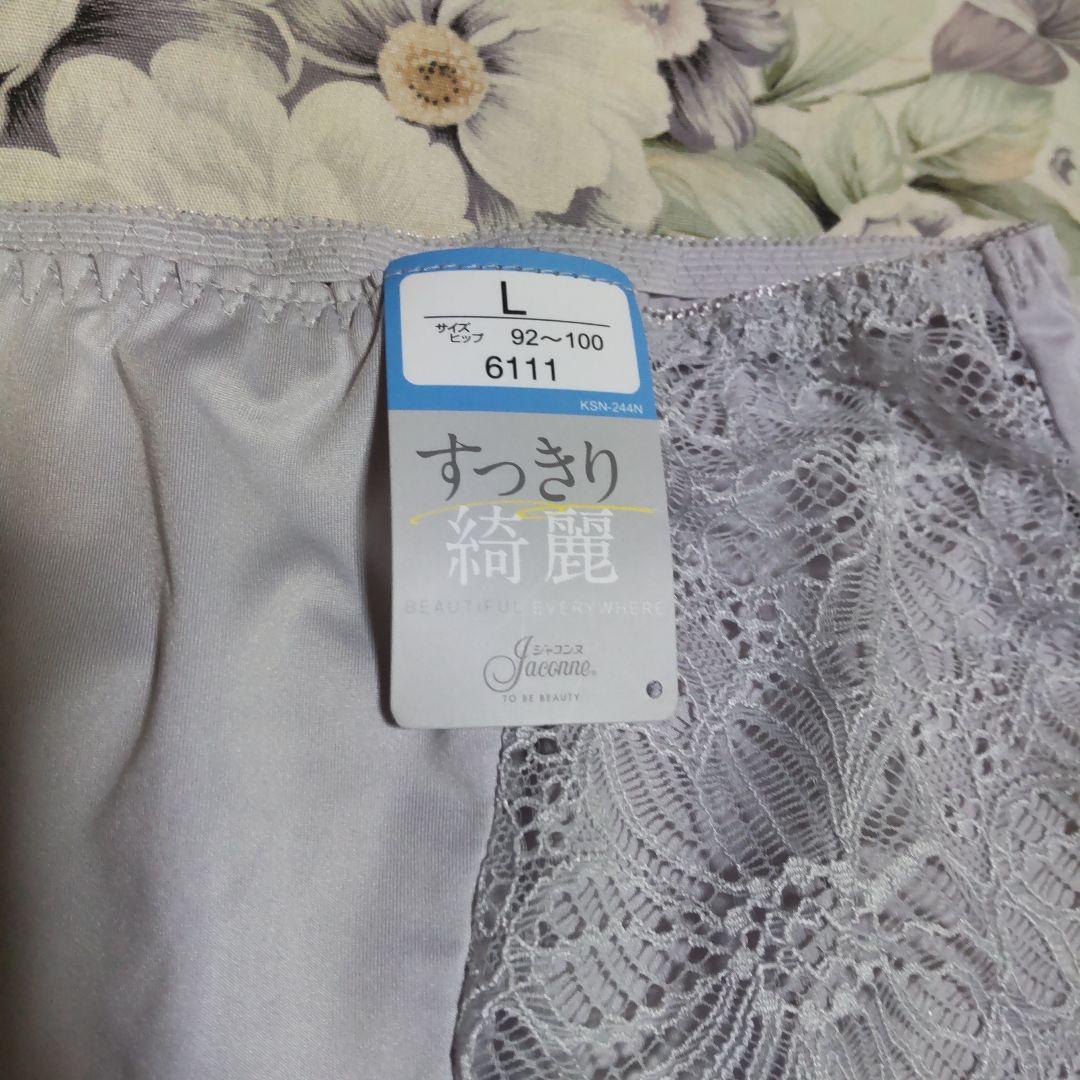 L
サイズ
ヒップ 92～100
6111
KSN-244N
すっきり
綺麗
BEAUTIFUL EVERYWHERE
ジャコンヌ
Jaconne®
TO BE BEAUTY